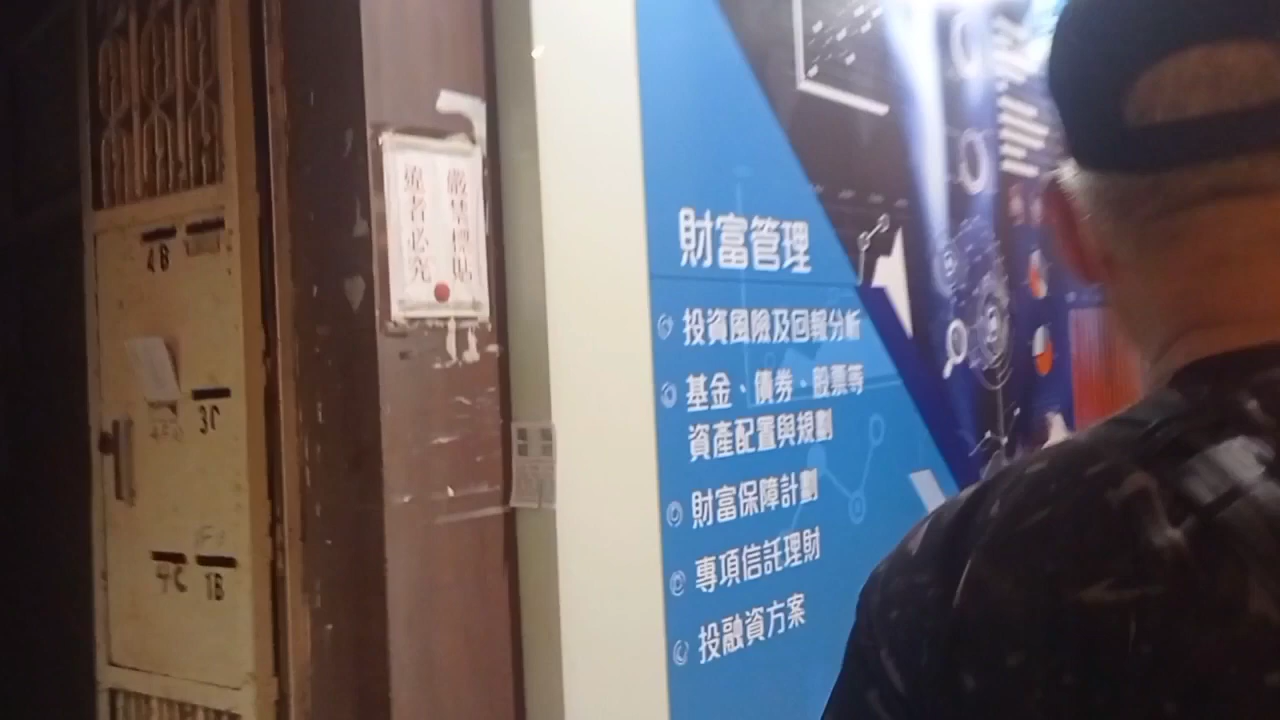 4B
3C
4C 1B
嚴禁標貼
違者必究
財富管理
投資風險及回報分析
基金、債券、股票等
資產配置與規劃
財富保障計劃
專項信託理財
投融資方案